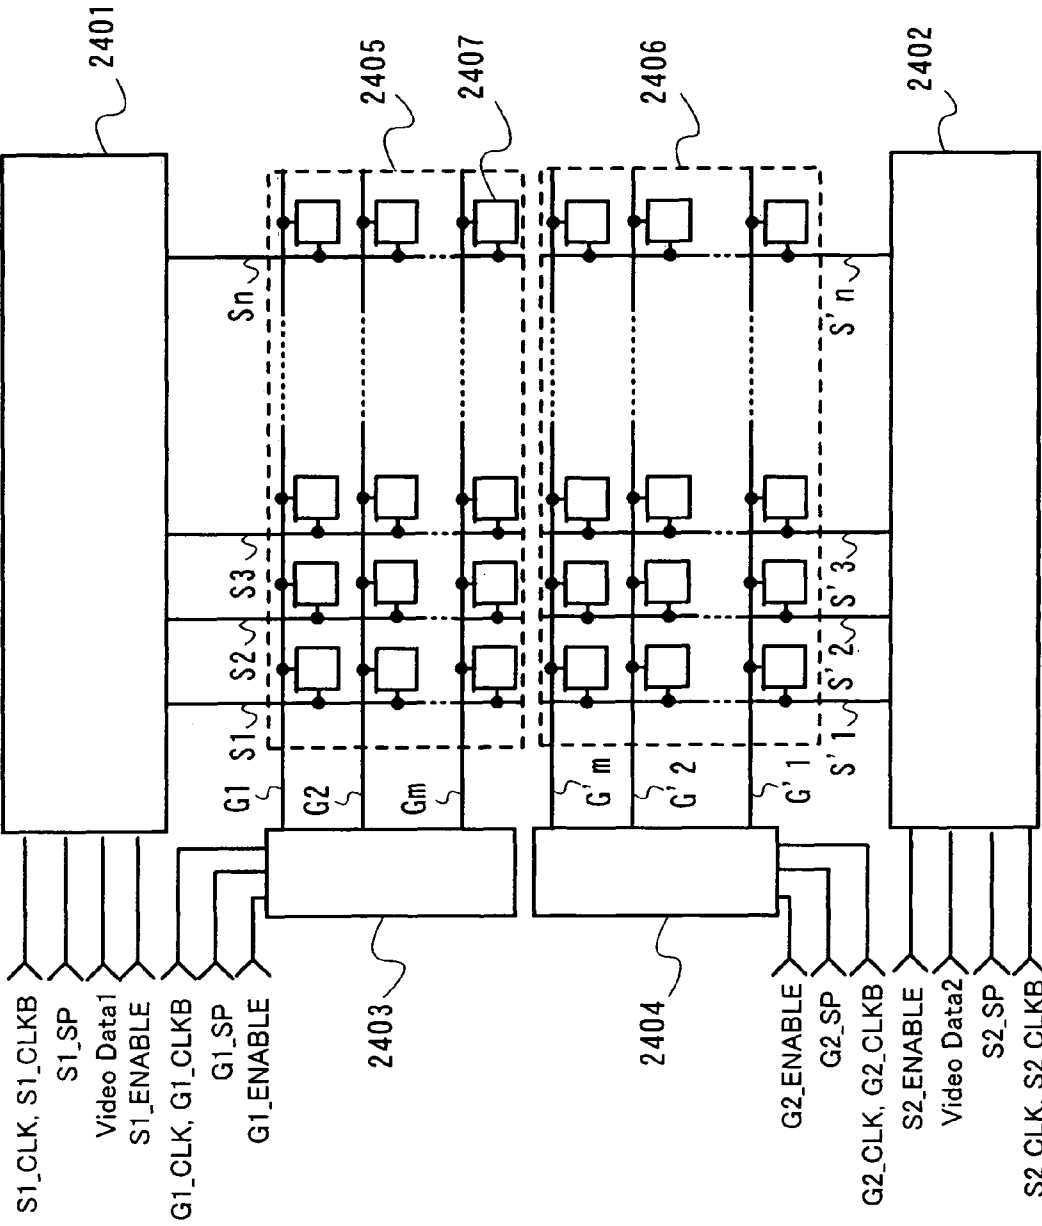 2401
2405
2407
2406
2402
Sn
S'n
S3
S2
S1
S'3
S'2
S'1
G1
G2
Gm
G'm
G'2
G'1
2403
2404
S1_CLK, S1_CLKB
S1_SP
Video Data1
S1_ENABLE
G1_CLK, G1_CLKB
G1_SP
G1_ENABLE
G2_ENABLE
G2_SP
G2_CLK, G2_CLKB
S2_ENABLE
Video Data2
S2_SP
S2_CLK, S2_CLKB